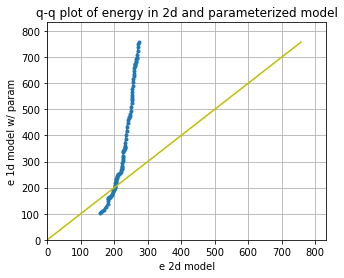 q-q plot of energy in 2d and parameterized model
e 1d model w/ param
800
700
600
500
400
300
200
100
0
0 100 200 300 400 500 600 700 800
e 2d model